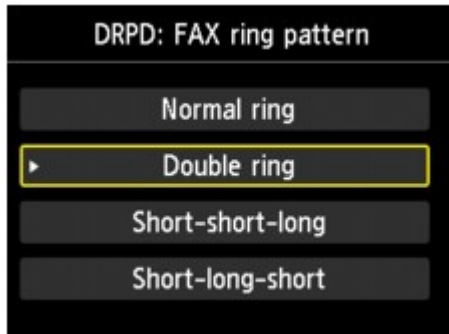 DRPD: FAX ring pattern
Normal ring
Double ring
Short-short-long
Short-long-short